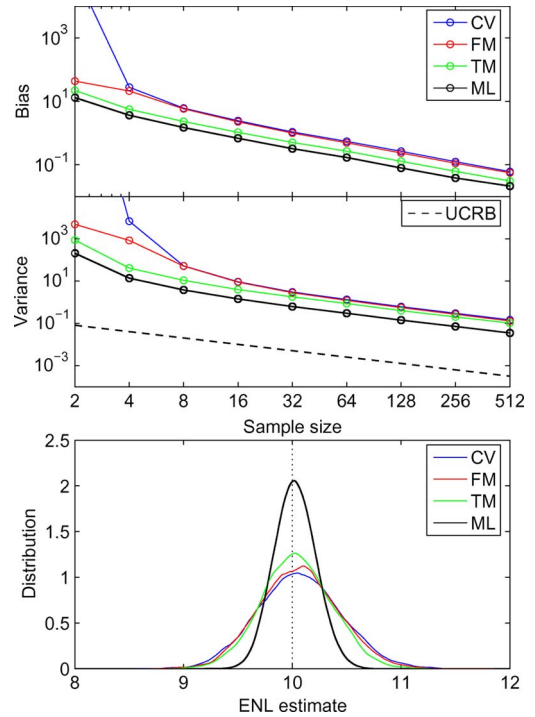 10^3
10^1
10^-1
Bias
CV
FM
TM
ML
10^3
10^1
10^-1
10^-3
Variance
UCRB
2 4 8 16 32 64 128 256 512
Sample size
2.5
2
1.5
1
0.5
0
Distribution
CV
FM
TM
ML
8 9 10 11 12
ENL estimate